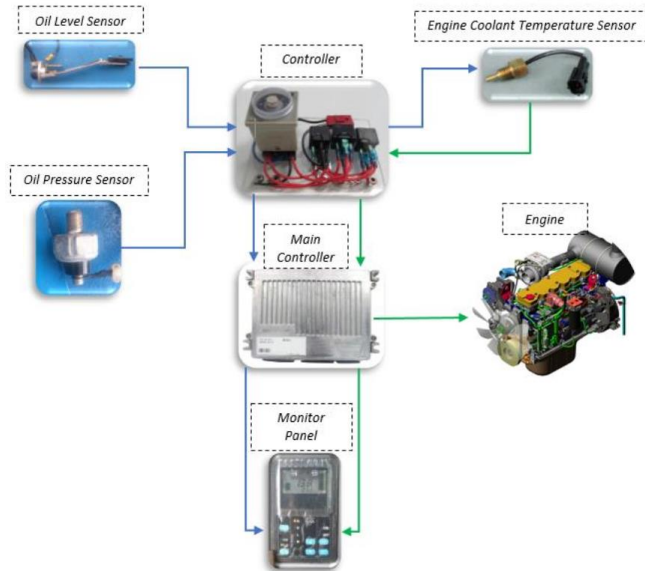 Oil Level Sensor
Engine Coolant Temperature Sensor
Controller
Oil Pressure Sensor
Engine
Main
Controller
Monitor
Panel